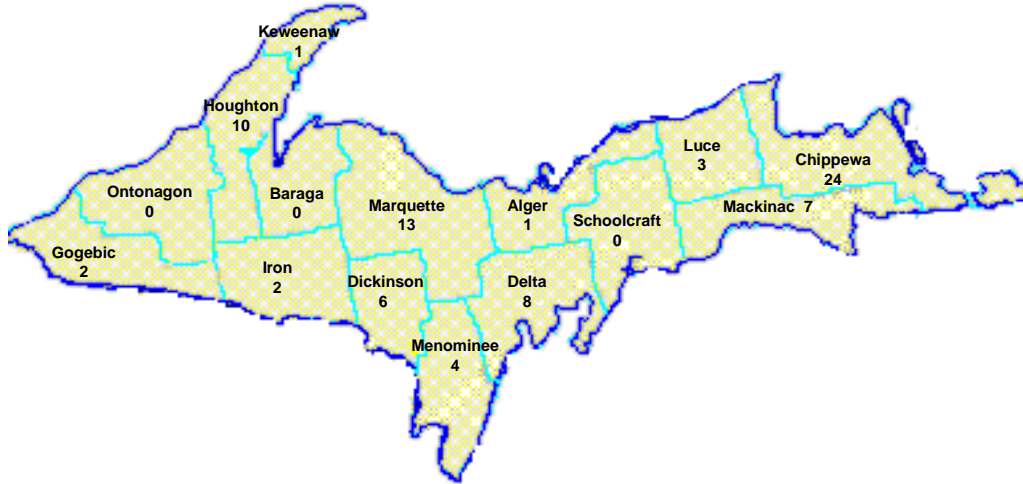 Keweenaw
1
Houghton
10
Luce
3
Chippewa
24
Ontonagon
0
Baraga
0
Marquette
13
Alger
1
Schoolcraft
0
Mackinac 7
Gogebic
2
Iron
2
Dickinson
6
Delta
8
Menominee
4